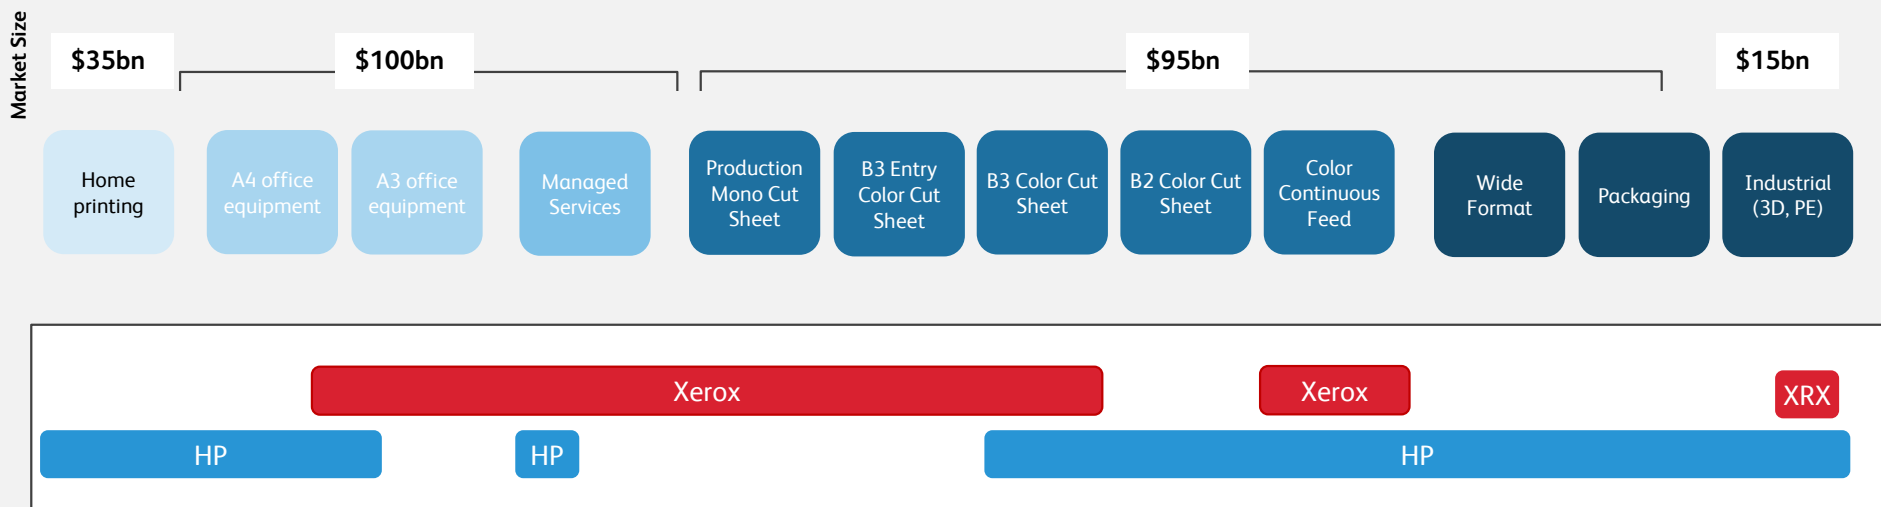 Market Size
$35bn
$100bn
$95bn
$15bn
Home
printing
A4 office
equipment
A3 office
equipment
Managed
Services
Production
Mono Cut
Sheet
B3 Entry
Color Cut
Sheet
B3 Color Cut
Sheet
B2 Color Cut
Sheet
Color
Continuous
Feed
Wide
Format
Packaging
Industrial
(3D, PE)
Xerox
Xerox
XRX
HP
HP
HP